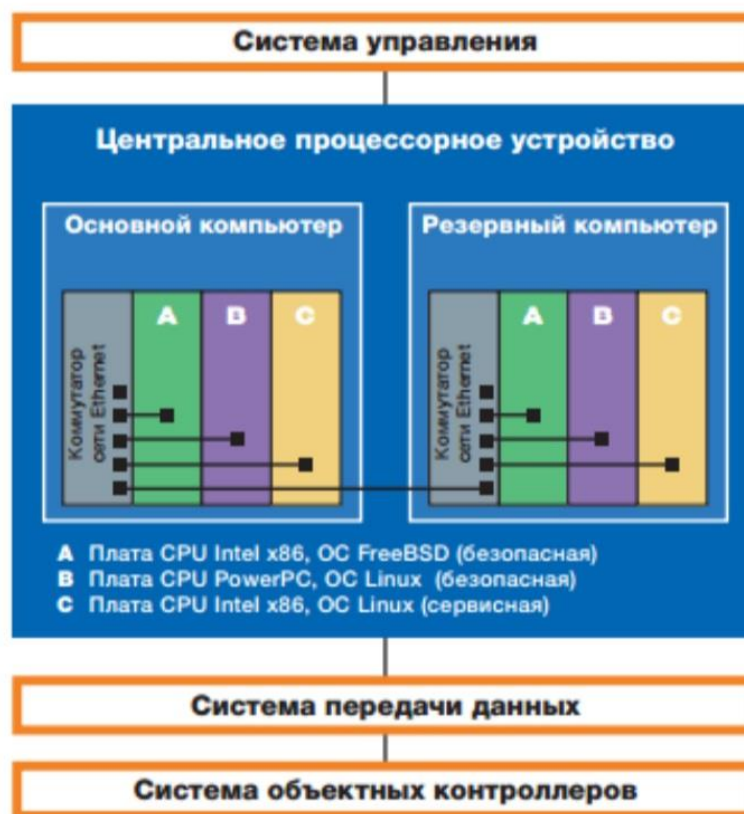 Система управления
Центральное процессорное устройство
Основной компьютер
Коммутатор
сети Ethernet
A
B
C
Резервный компьютер
Коммутатор
сети Ethernet
A
B
C
A Плата CPU Intel x86, ОС FreeBSD (безопасная)
B Плата CPU PowerPC, ОС Linux (безопасная)
C Плата CPU Intel x86, ОС Linux (сервисная)
Система передачи данных
Система объектных контроллеров